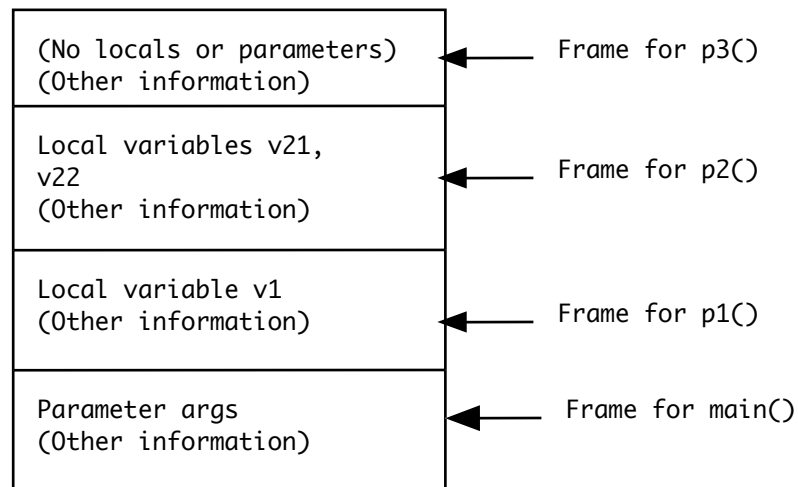 (No locals or parameters)
(Other information)
Frame for p3()
Local variables v21,
v22
(Other information)
Frame for p2()
Local variable v1
(Other information)
Frame for p1()
Parameter args
(Other information)
Frame for main()